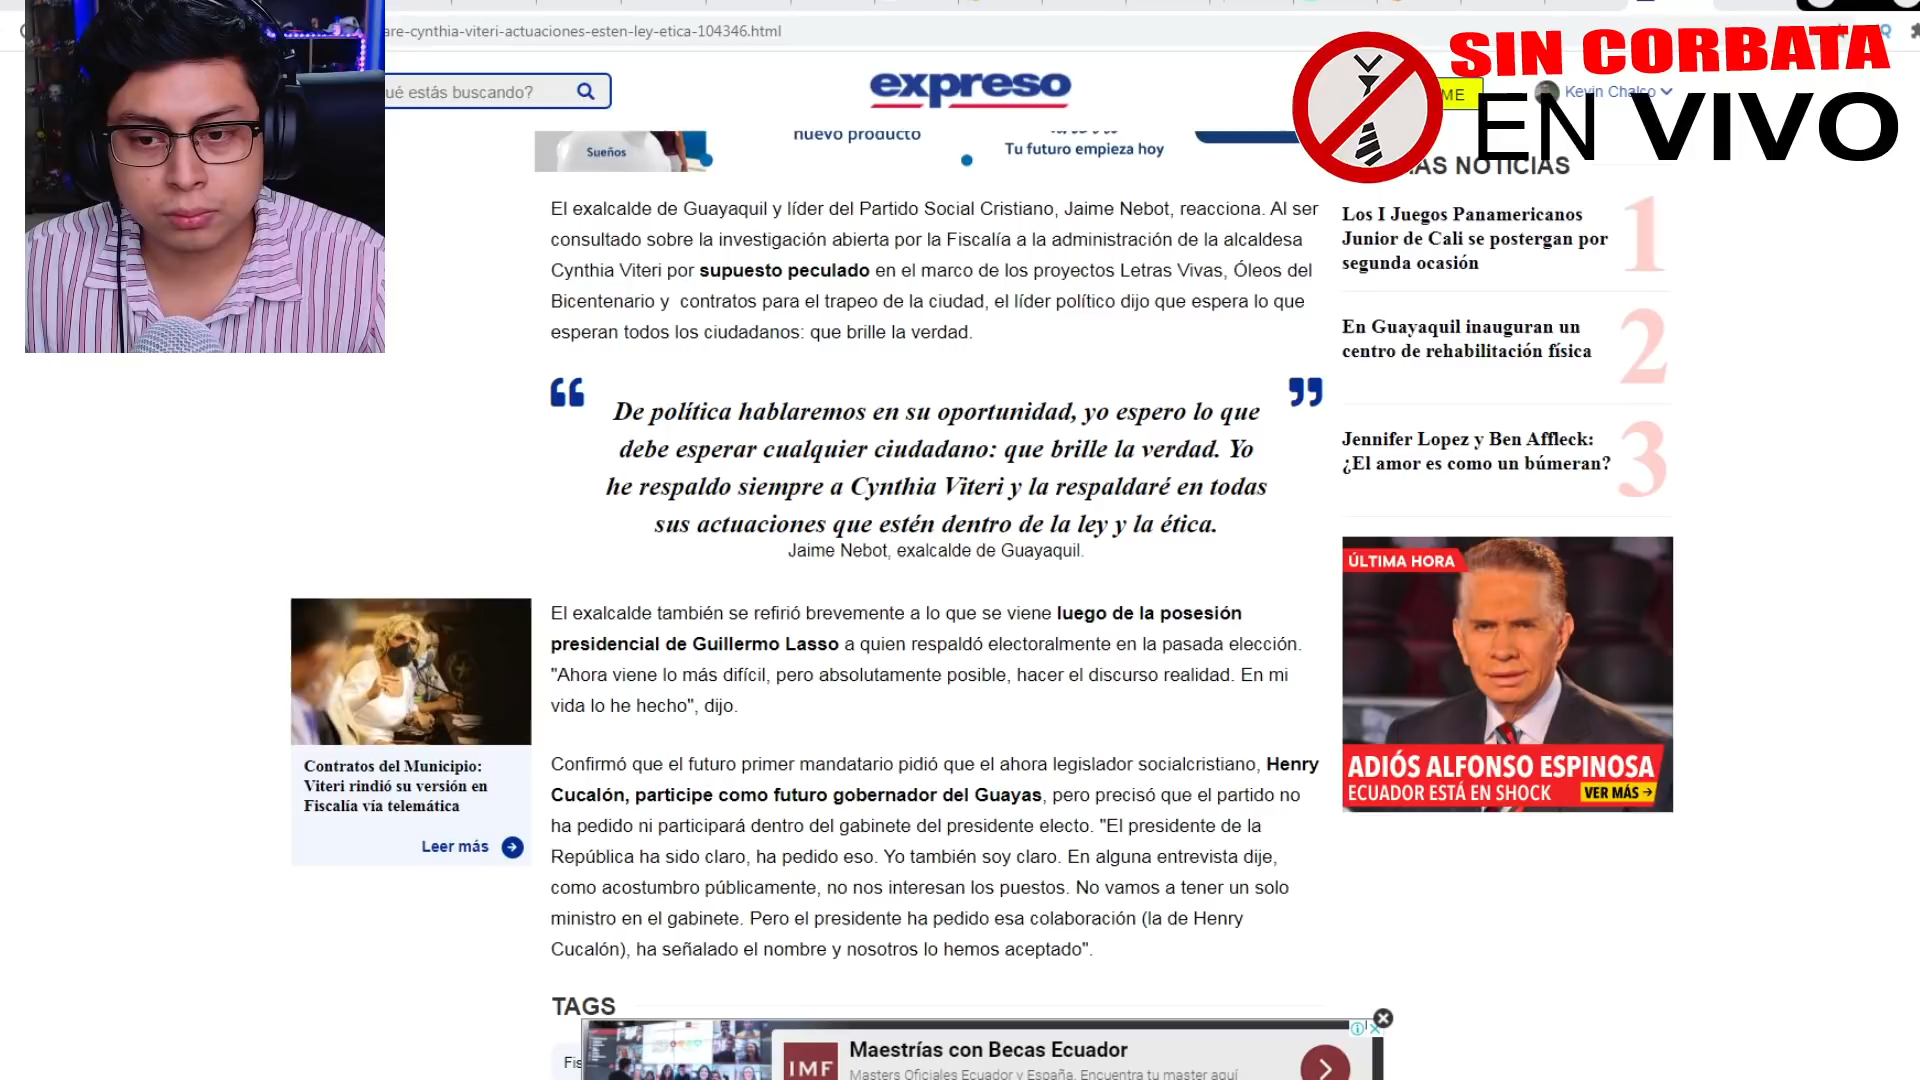 are-cynthia-viteri-actuaciones-esten-ley-etica-104346.html
SIN CORBATA
EN VIVO
ué estás buscando?
expreso
ME
Kevin Chalco
Sueños
nuevo producto
Tu futuro empieza hoy
AS NOTICIAS
El exalcalde de Guayaquil y líder del Partido Social Cristiano, Jaime Nebot, reacciona. Al ser
consultado sobre la investigación abierta por la Fiscalía a la administración de la alcaldesa
Cynthia Viteri por supuesto peculado en el marco de los proyectos Letras Vivas, Óleos del
Bicentenario y contratos para el trapeo de la ciudad, el líder político dijo que espera lo que
esperan todos los ciudadanos: que brille la verdad.
“ De política hablaremos en su oportunidad, yo espero lo que ”
debe esperar cualquier ciudadano: que brille la verdad. Yo
he respaldo siempre a Cynthia Viteri y la respaldaré en todas
sus actuaciones que estén dentro de la ley y la ética.
Jaime Nebot, exalcalde de Guayaquil.
El exalcalde también se refirió brevemente a lo que se viene luego de la posesión
presidencial de Guillermo Lasso a quien respaldó electoralmente en la pasada elección.
"Ahora viene lo más difícil, pero absolutamente posible, hacer el discurso realidad. En mi
vida lo he hecho", dijo.
Confirmó que el futuro primer mandatario pidió que el ahora legislador socialcristiano, Henry
Cucalón, participe como futuro gobernador del Guayas, pero precisó que el partido no
ha pedido ni participará dentro del gabinete del presidente electo. "El presidente de la
República ha sido claro, ha pedido eso. Yo también soy claro. En alguna entrevista dije,
como acostumbro públicamente, no nos interesan los puestos. No vamos a tener un solo
ministro en el gabinete. Pero el presidente ha pedido esa colaboración (la de Henry
Cucalón), ha señalado el nombre y nosotros lo hemos aceptado".
Contratos del Municipio:
Viteri rindió su versión en
Fiscalía vía telemática
Leer más
Los I Juegos Panamericanos
Junior de Cali se postergan por
segunda ocasión
1
En Guayaquil inauguran un
centro de rehabilitación física
2
Jennifer Lopez y Ben Affleck:
¿El amor es como un búmeran?
3
ÚLTIMA HORA
ADIÓS ALFONSO ESPINOSA
ECUADOR ESTÁ EN SHOCK
VER MÁS
TAGS
Fis
IMF
Maestrías con Becas Ecuador
Masters Oficiales Ecuador y España. Encuentra tu master aquí